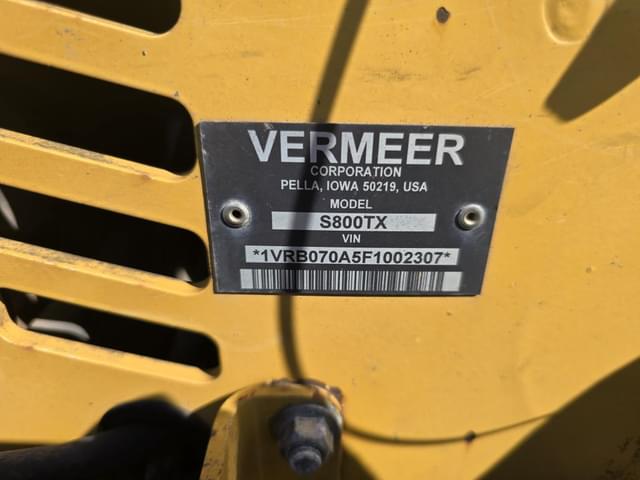 VERMEER
CORPORATION
PELLA, IOWA 50219, USA
MODEL
S800TX
VIN
*1VRB070A5F1002307*